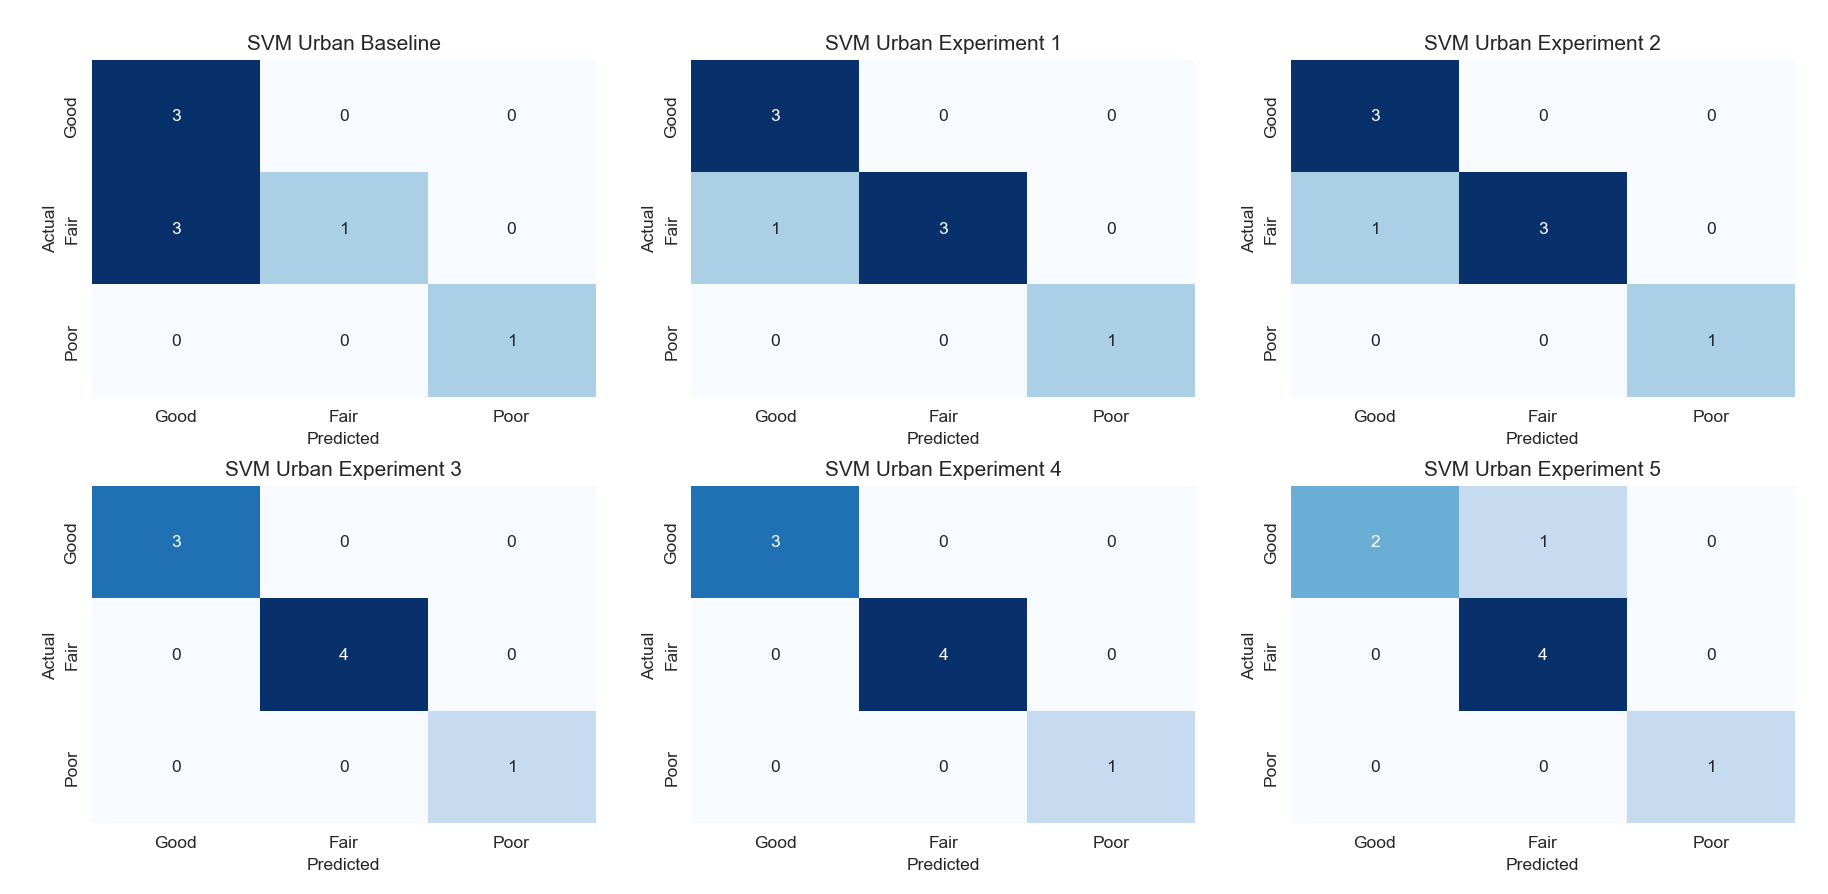 SVM Urban Baseline
Good
3 0 0
Actual
Fair
3 1 0
Poor
0 0 1
Good Fair Poor
Predicted
SVM Urban Experiment 1
Good
3 0 0
Actual
Fair
1 3 0
Poor
0 0 1
Good Fair Poor
Predicted
SVM Urban Experiment 2
Good
3 0 0
Actual
Fair
1 3 0
Poor
0 0 1
Good Fair Poor
Predicted
SVM Urban Experiment 3
Good
3 0 0
Actual
Fair
0 4 0
Poor
0 0 1
Good Fair Poor
Predicted
SVM Urban Experiment 4
Good
3 0 0
Actual
Fair
0 4 0
Poor
0 0 1
Good Fair Poor
Predicted
SVM Urban Experiment 5
Good
2 1 0
Actual
Fair
0 4 0
Poor
0 0 1
Good Fair Poor
Predicted